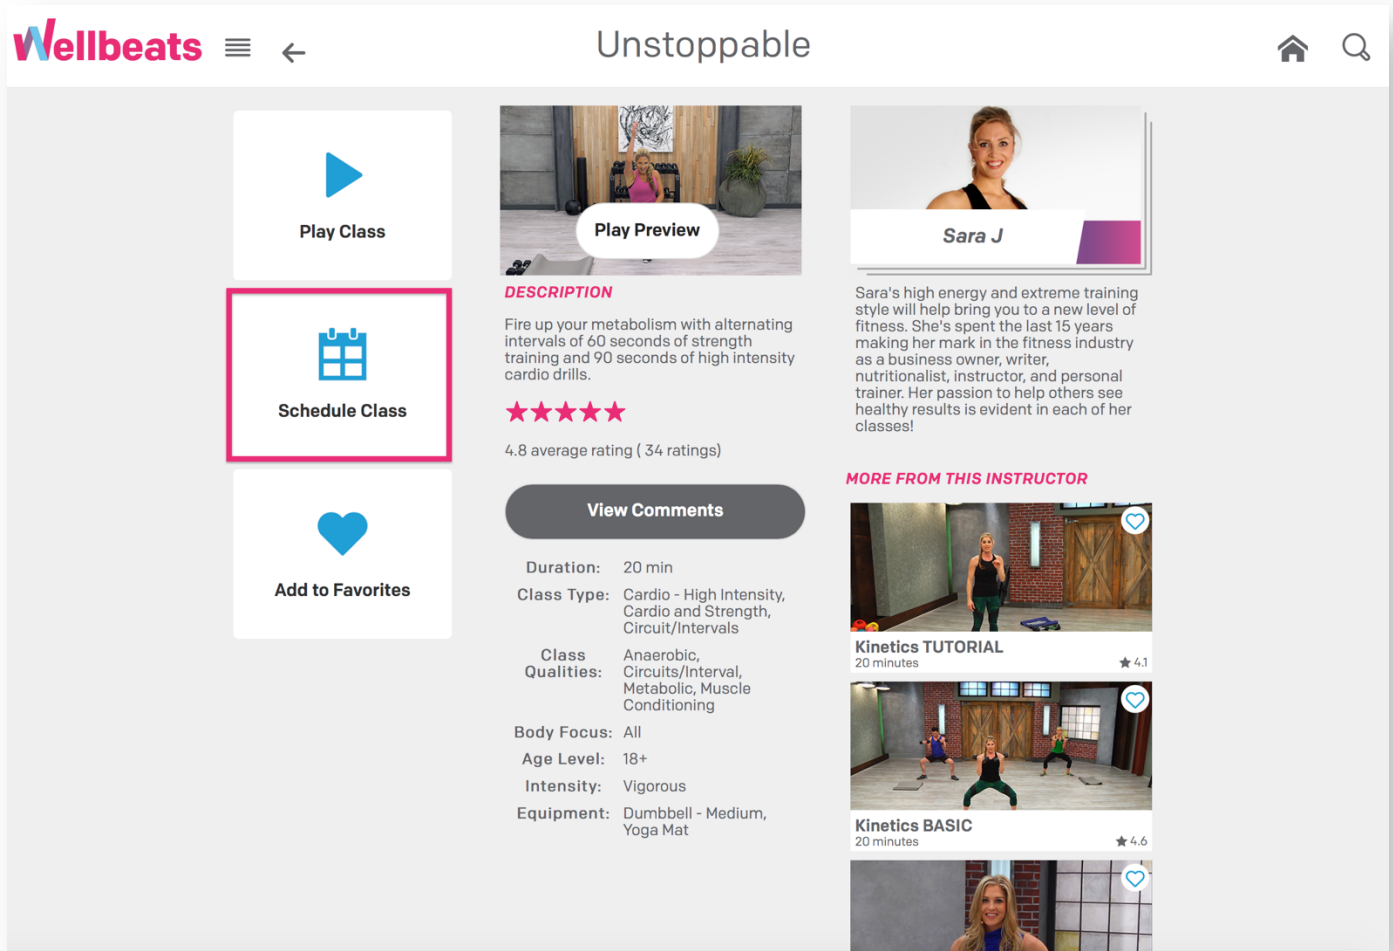 Wellbeats
Unstoppable
Play Class
Schedule Class
Add to Favorites
Play Preview
DESCRIPTION
Fire up your metabolism with alternating
intervals of 60 seconds of strength
training and 90 seconds of high intensity
cardio drills.
4.8 average rating ( 34 ratings)
View Comments
Duration: 20 min
Class Type: Cardio - High Intensity,
Cardio and Strength,
Circuit/Intervals
Class Anaerobic,
Qualities: Circuits/Interval,
Metabolic, Muscle
Conditioning
Body Focus: All
Age Level: 18+
Intensity: Vigorous
Equipment: Dumbbell - Medium,
Yoga Mat
Sara J
Sara's high energy and extreme training
style will help bring you to a new level of
fitness. She's spent the last 15 years
making her mark in the fitness industry
as a business owner, writer,
nutritionalist, instructor, and personal
trainer. Her passion to help others see
healthy results is evident in each of her
classes!
MORE FROM THIS INSTRUCTOR
Kinetics TUTORIAL
20 minutes 4.1
Kinetics BASIC
20 minutes 4.6